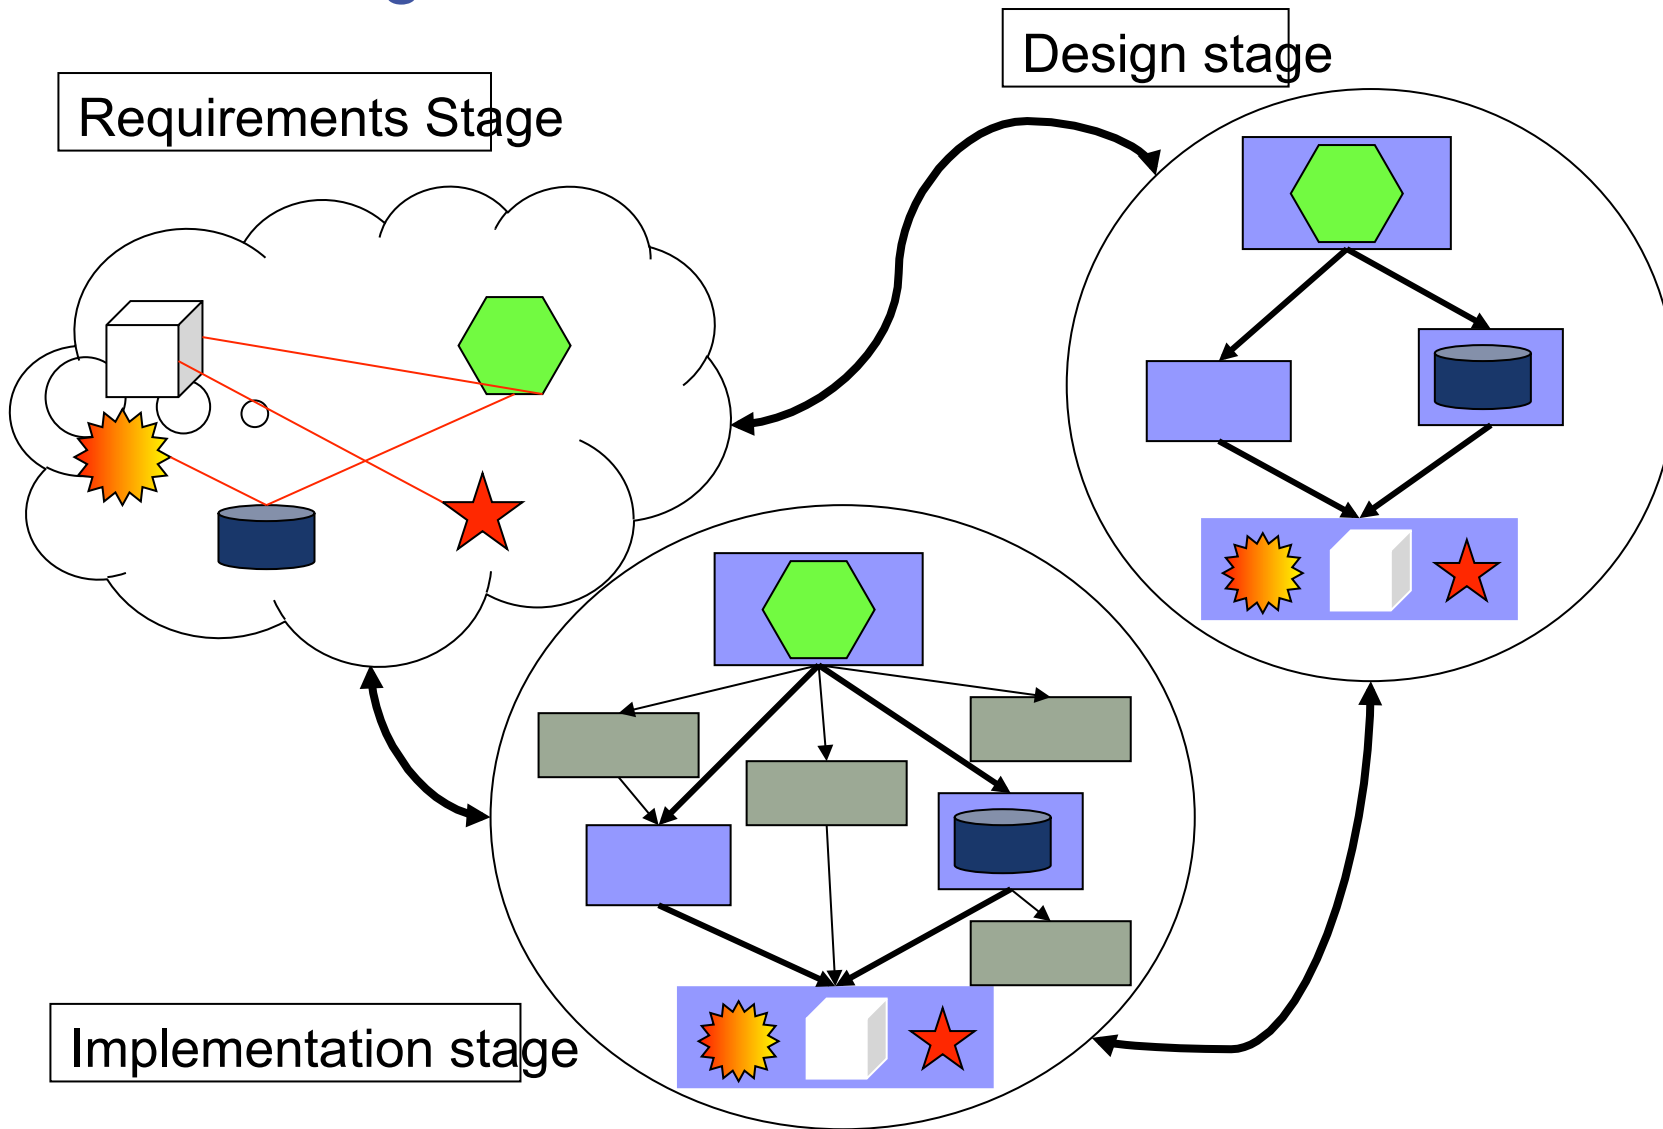 Design stage
Requirements Stage
Implementation stage